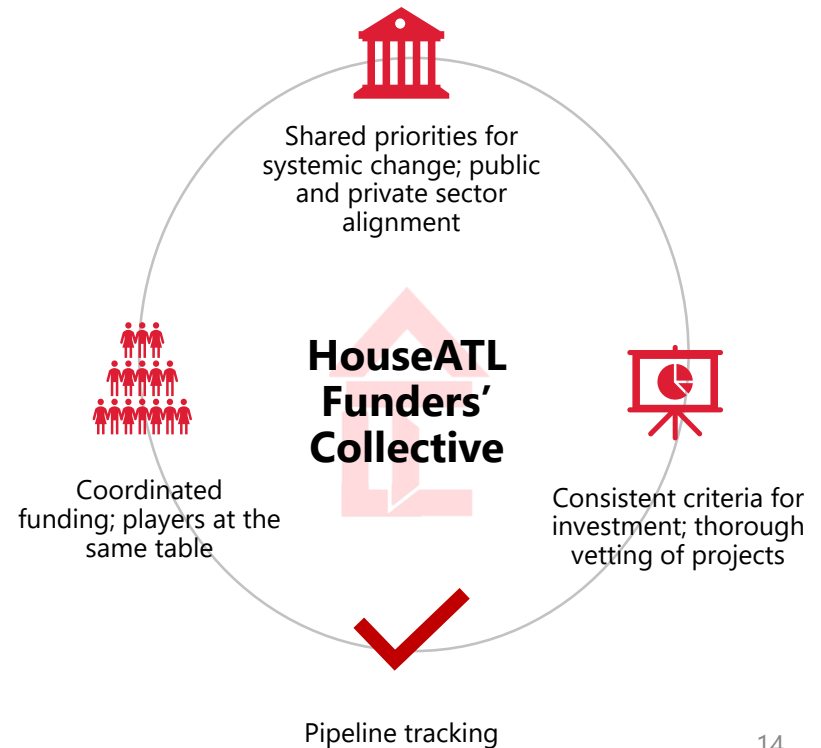 Shared priorities for
systemic change; public
and private sector
alignment
HouseATL
Funders’
Collective
Coordinated
funding; players at the
same table
Consistent criteria for
investment; thorough
vetting of projects
Pipeline tracking
14